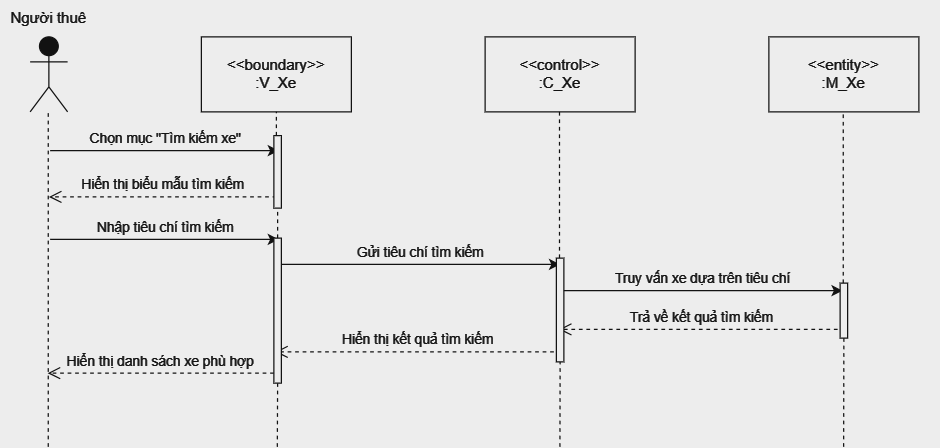 Người thuê
<<boundary>>
:V_Xe
<<control>>
:C_Xe
<<entity>>
:M_Xe
Chọn mục "Tìm kiếm xe"
Hiển thị biểu mẫu tìm kiếm
Nhập tiêu chí tìm kiếm
Gửi tiêu chí tìm kiếm
Truy vấn xe dựa trên tiêu chí
Trả về kết quả tìm kiếm
Hiển thị kết quả tìm kiếm
Hiển thị danh sách xe phù hợp